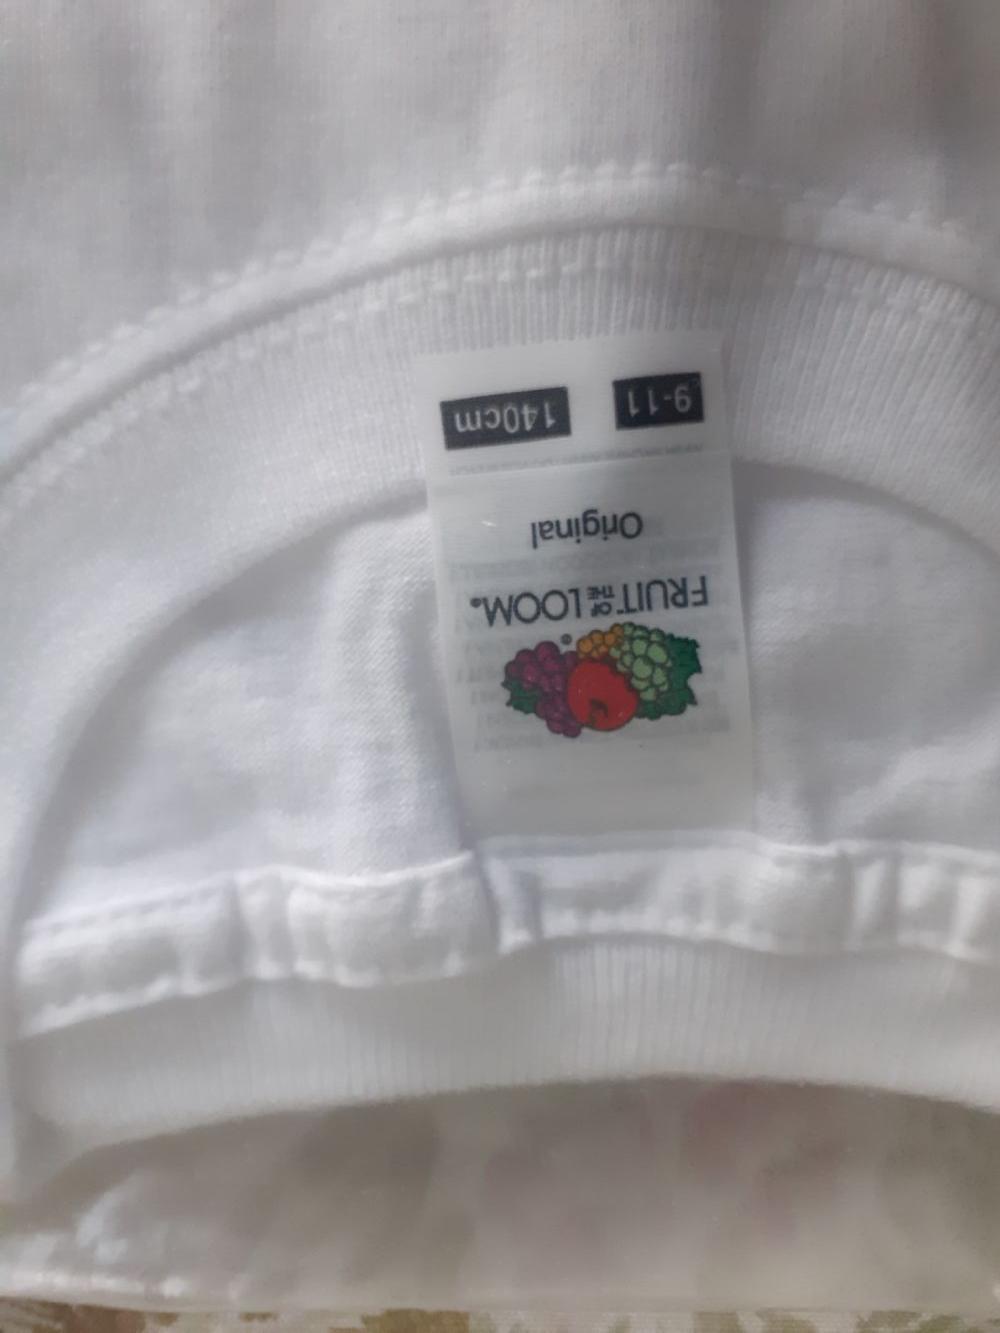 FRUIT OF THE LOOM®
Original
9-11 140cm